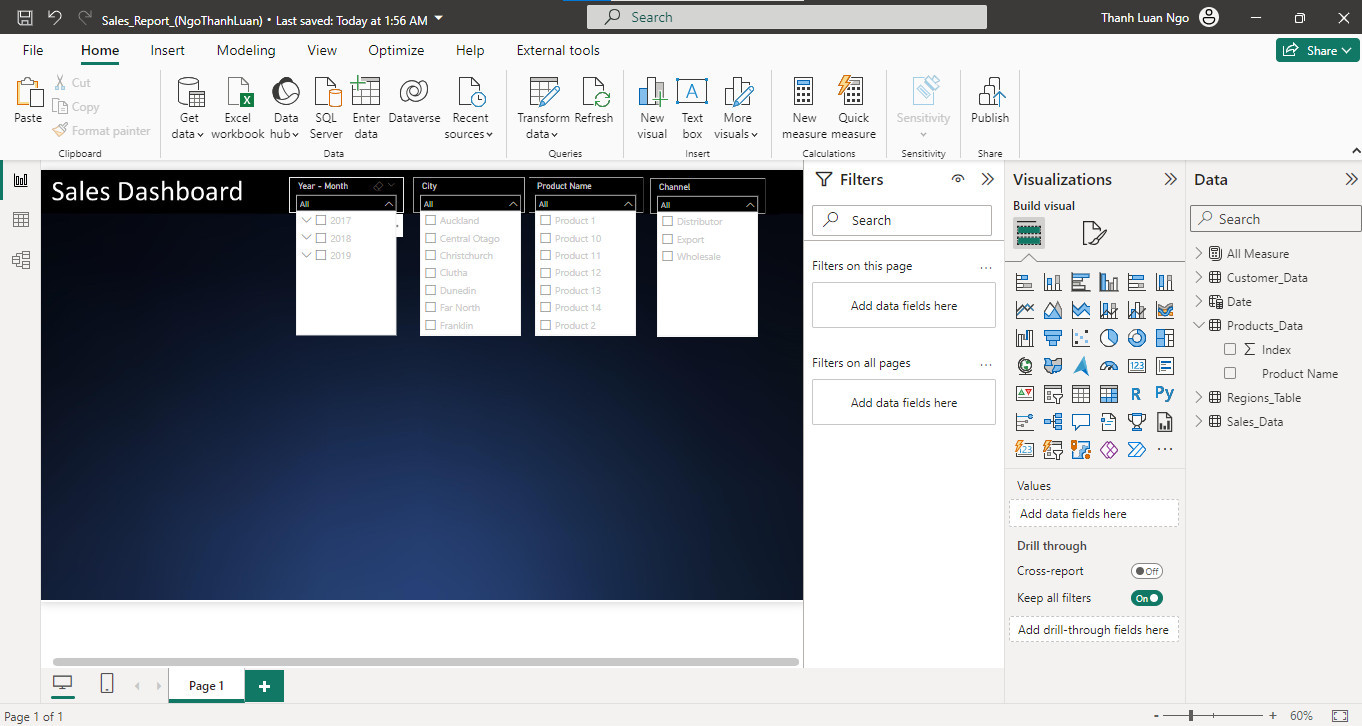 Sales_Report_(NgoThanhLuan) • Last saved: Today at 1:56 AM
Search
Thanh Luan Ngo
File Home Insert Modeling View Optimize Help External tools
Share
Paste
Cut
Copy
Format painter
Clipboard
Get data
Excel workbook
Data hub
SQL Server
Enter data
Dataverse
Recent sources
Data
Transform data
Refresh
Queries
New visual
Text box
More visuals
Insert
New measure
Quick measure
Calculations
Sensitivity
Sensitivity
Publish
Share
Sales Dashboard
Year - Month
All
2017
2018
2019
City
All
Auckland
Central Otago
Christchurch
Clutha
Dunedin
Far North
Franklin
Product Name
All
Product 1
Product 10
Product 11
Product 12
Product 13
Product 14
Product 2
Channel
All
Distributor
Export
Wholesale
Filters
Search
Filters on this page
...
Add data fields here
Filters on all pages
...
Add data fields here
Visualizations
Build visual
123
R
Py
123
...
Values
Add data fields here
Drill through
Cross-report
Off
Keep all filters
On
Add drill-through fields here
Data
Search
All Measure
Customer_Data
Date
Products_Data
Σ Index
Product Name
Regions_Table
Sales_Data
Page 1
+
Page 1 of 1
- + 60%